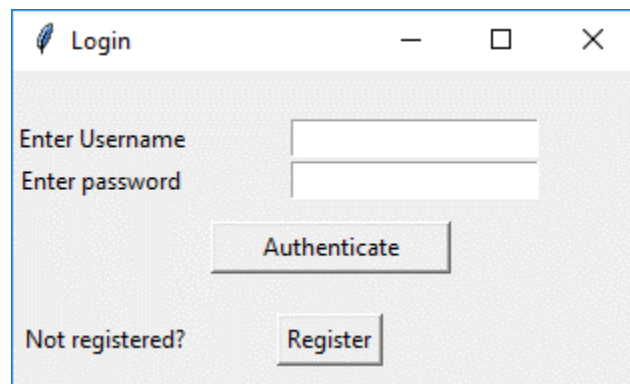 Login
Enter Username
Enter password
Authenticate
Not registered? Register